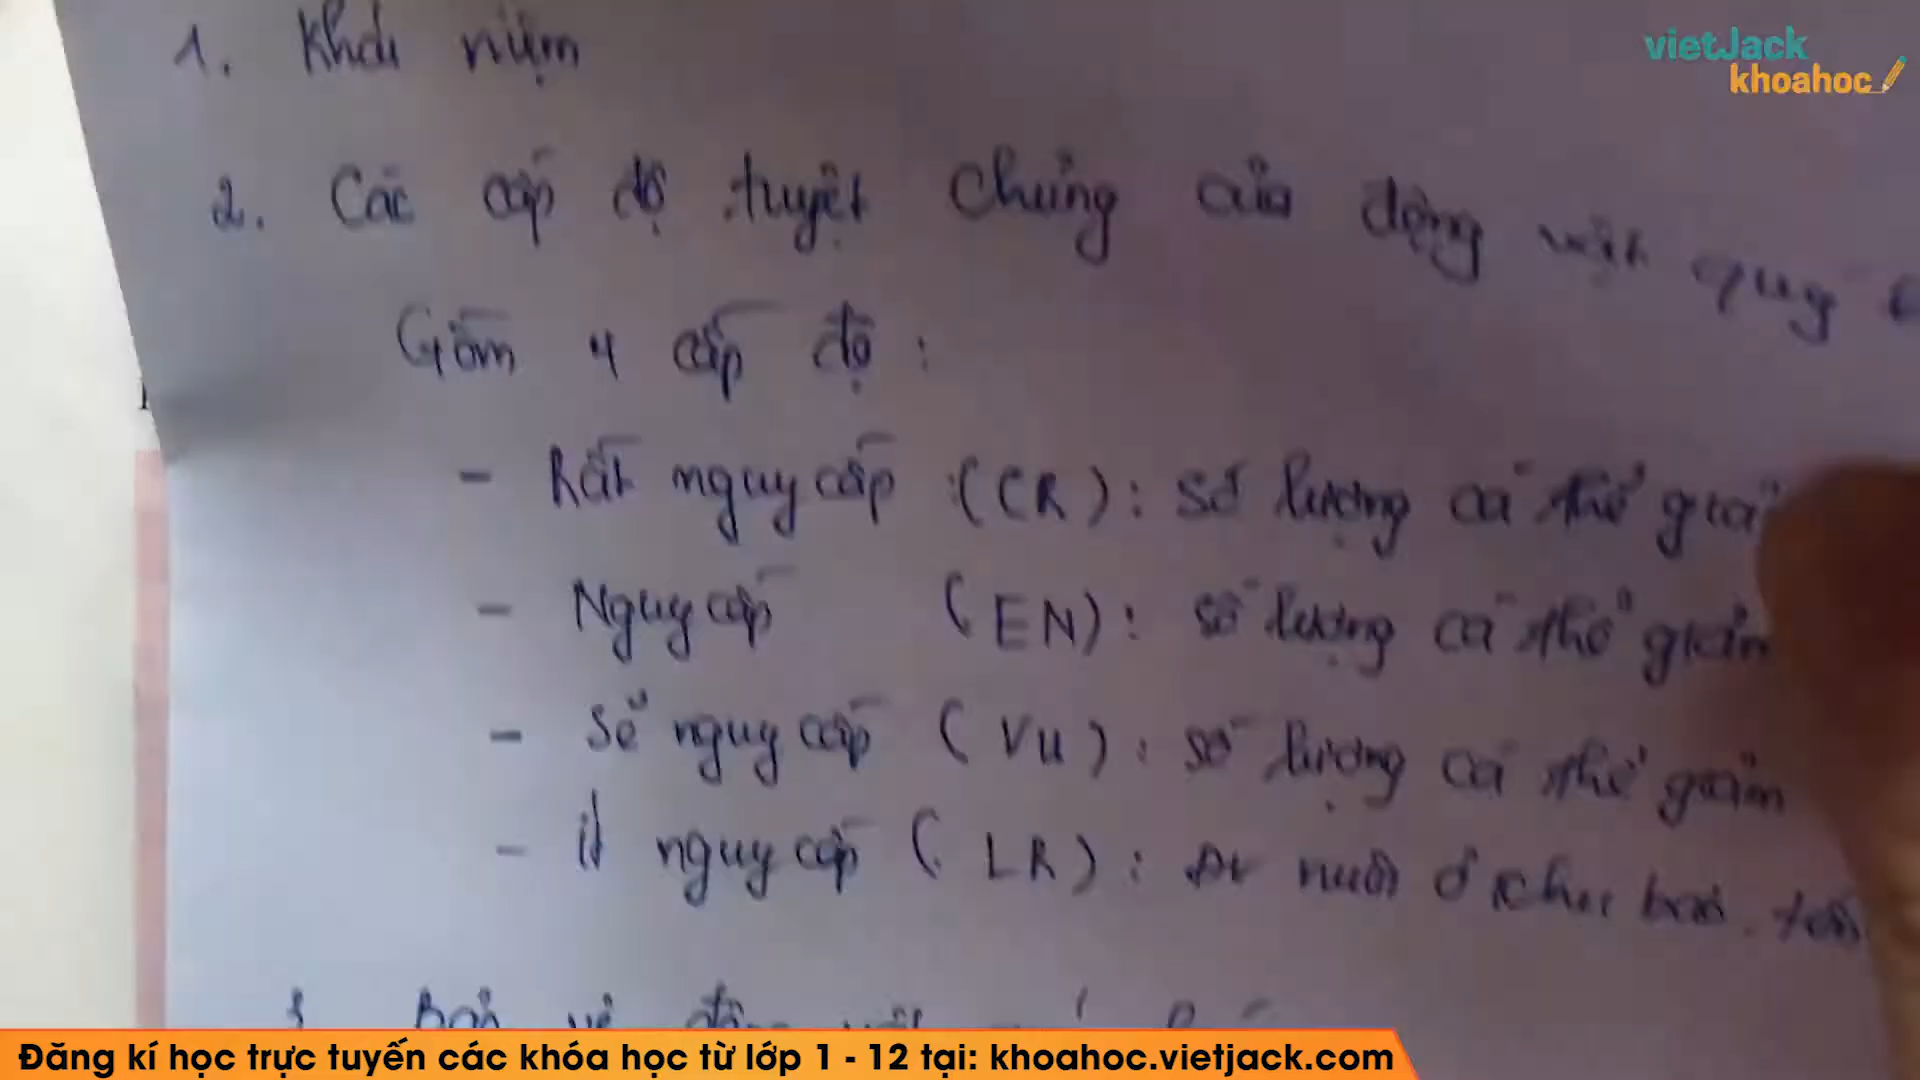 vietJack
khoahoc
1. Khái niệm
2. Các cấp độ tuyệt chủng của động vật quý
Gồm 4 cấp độ :
- Rất nguy cấp (CR) : số lượng cá thể giảm
- Nguy cấp (EN) : số lượng cá thể giảm
- Sẽ nguy cấp (VU) : số lượng cá thể giảm
- ít nguy cấp (LR) : ĐV nuôi ở khu bảo tồn
Đăng kí học trực tuyến các khóa học từ lớp 1 - 12 tại: khoahoc.vietjack.com